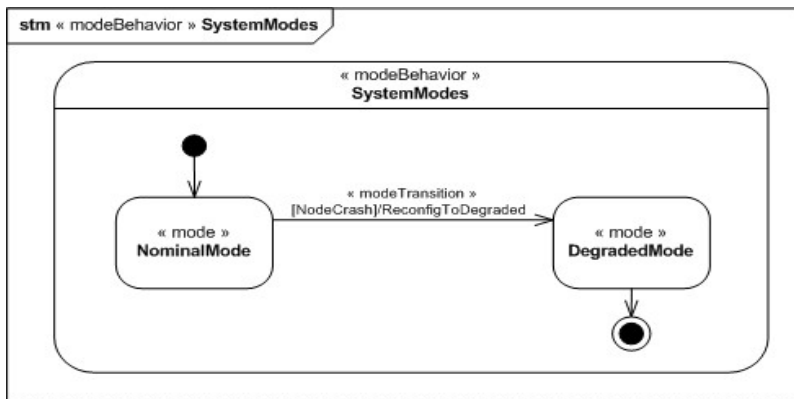 stm « modeBehavior » SystemModes
« modeBehavior »
SystemModes
« modeTransition »
[NodeCrash]/ReconfigToDegraded
« mode »
NominalMode
« mode »
DegradedMode